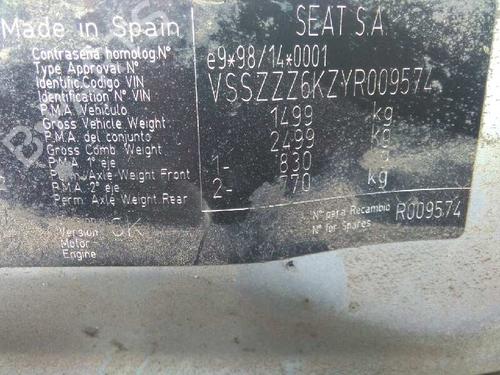 Made in Spain
SEAT S.A.
Contraseña homolog.Nº
e9*98/14*0001
Type Approval Nº
Identific.Codigo VIN
VSSZZZ6KZYR009574
Identification Nº VIN
P.M.A. Vehiculo
1499 kg
Gross Vehicle Weight
P.M.A. del conjunto
2499 kg
Gross Comb Weight
P.M.A. 1º eje
1- 830
Perm./Axle-Weight Front
P.M.A. 2º eje
2- 70 kg
Perm. Axle Weight Rear
Nº para Recambio R009574
Nº for Spares
Version 6K
Motor
Engine